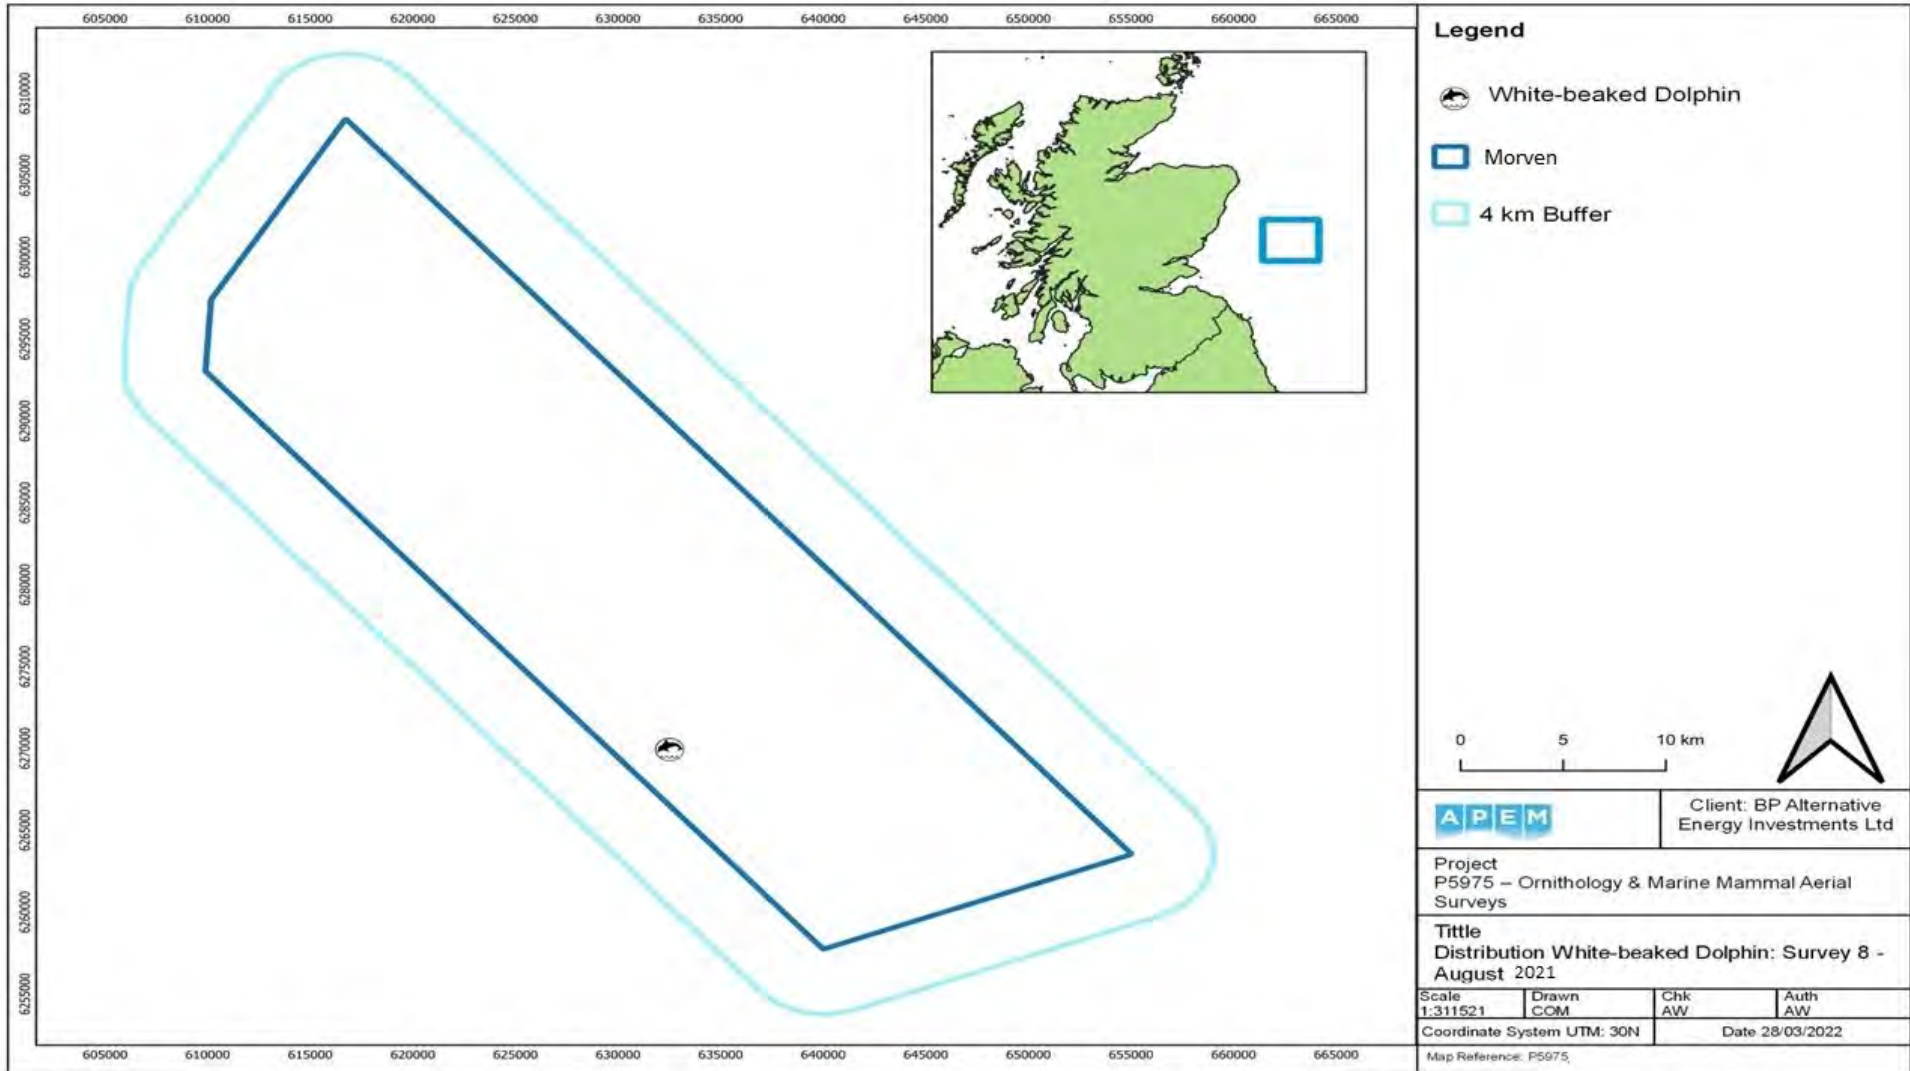 605000 610000 615000 620000 625000 630000 635000 640000 645000 650000 655000 660000 665000
6310000
6305000
6300000
6295000
6290000
6285000
6280000
6275000
6270000
6265000
6260000
6255000
605000 610000 615000 620000 625000 630000 635000 640000 645000 650000 655000 660000 665000
Legend
White-beaked Dolphin
Morven
4 km Buffer
0 5 10 km
APEM
Client: BP Alternative
Energy Investments Ltd
Project
P5975 – Ornithology & Marine Mammal Aerial
Surveys
Tittle
Distribution White-beaked Dolphin: Survey 8 -
August 2021
Scale Drawn Chk Auth
1:311521 COM AW AW
Coordinate System UTM: 30N Date 28/03/2022
Map Reference: P5975